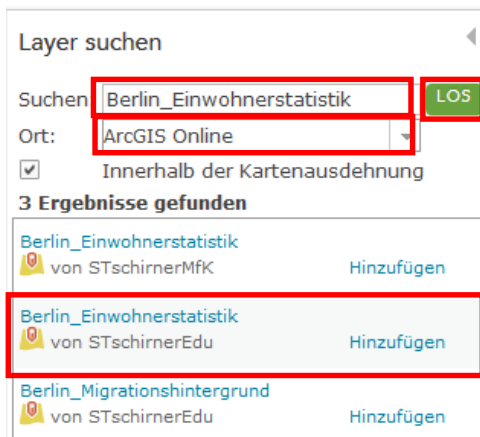 Layer suchen
Suchen Berlin_Einwohnerstatistik LOS
Ort: ArcGIS Online
Innerhalb der Kartenausdehnung
3 Ergebnisse gefunden
Berlin_Einwohnerstatistik
von STschirnerMfK Hinzufügen
Berlin_Einwohnerstatistik
von STschirnerEdu Hinzufügen
Berlin_Migrationshintergrund
von STschirnerEdu Hinzufügen